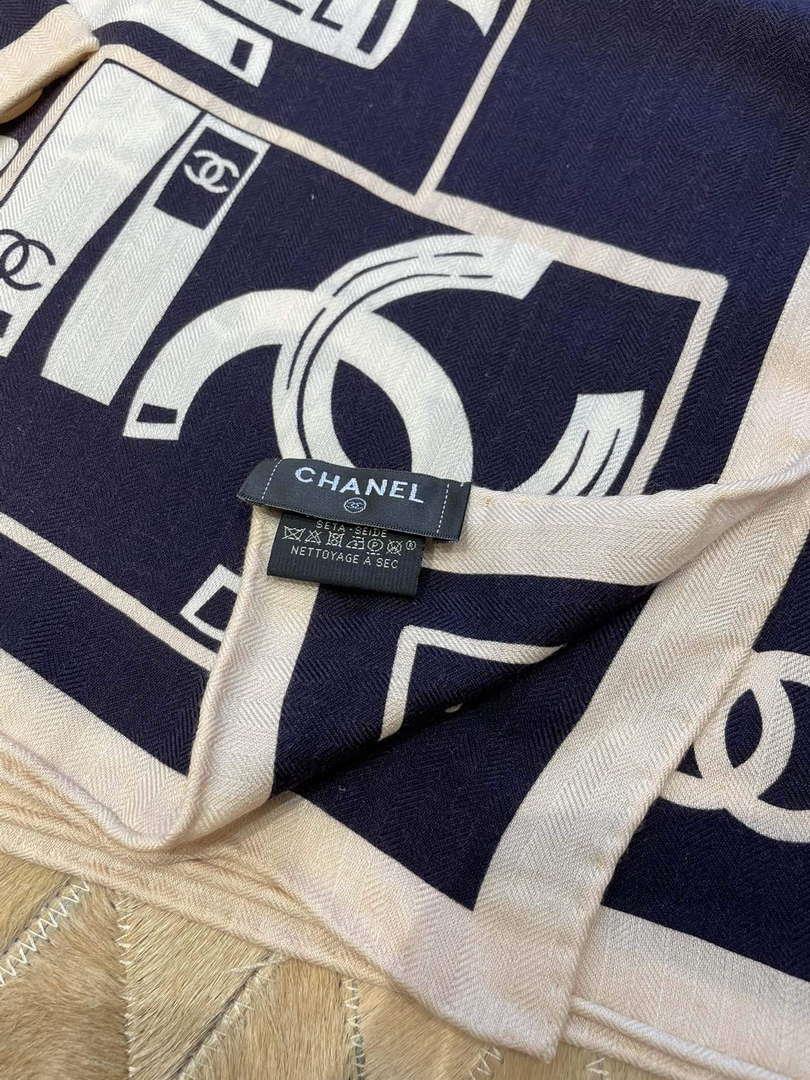 CHANEL
SETA - SEIDE
NETTOYAGE À SEC